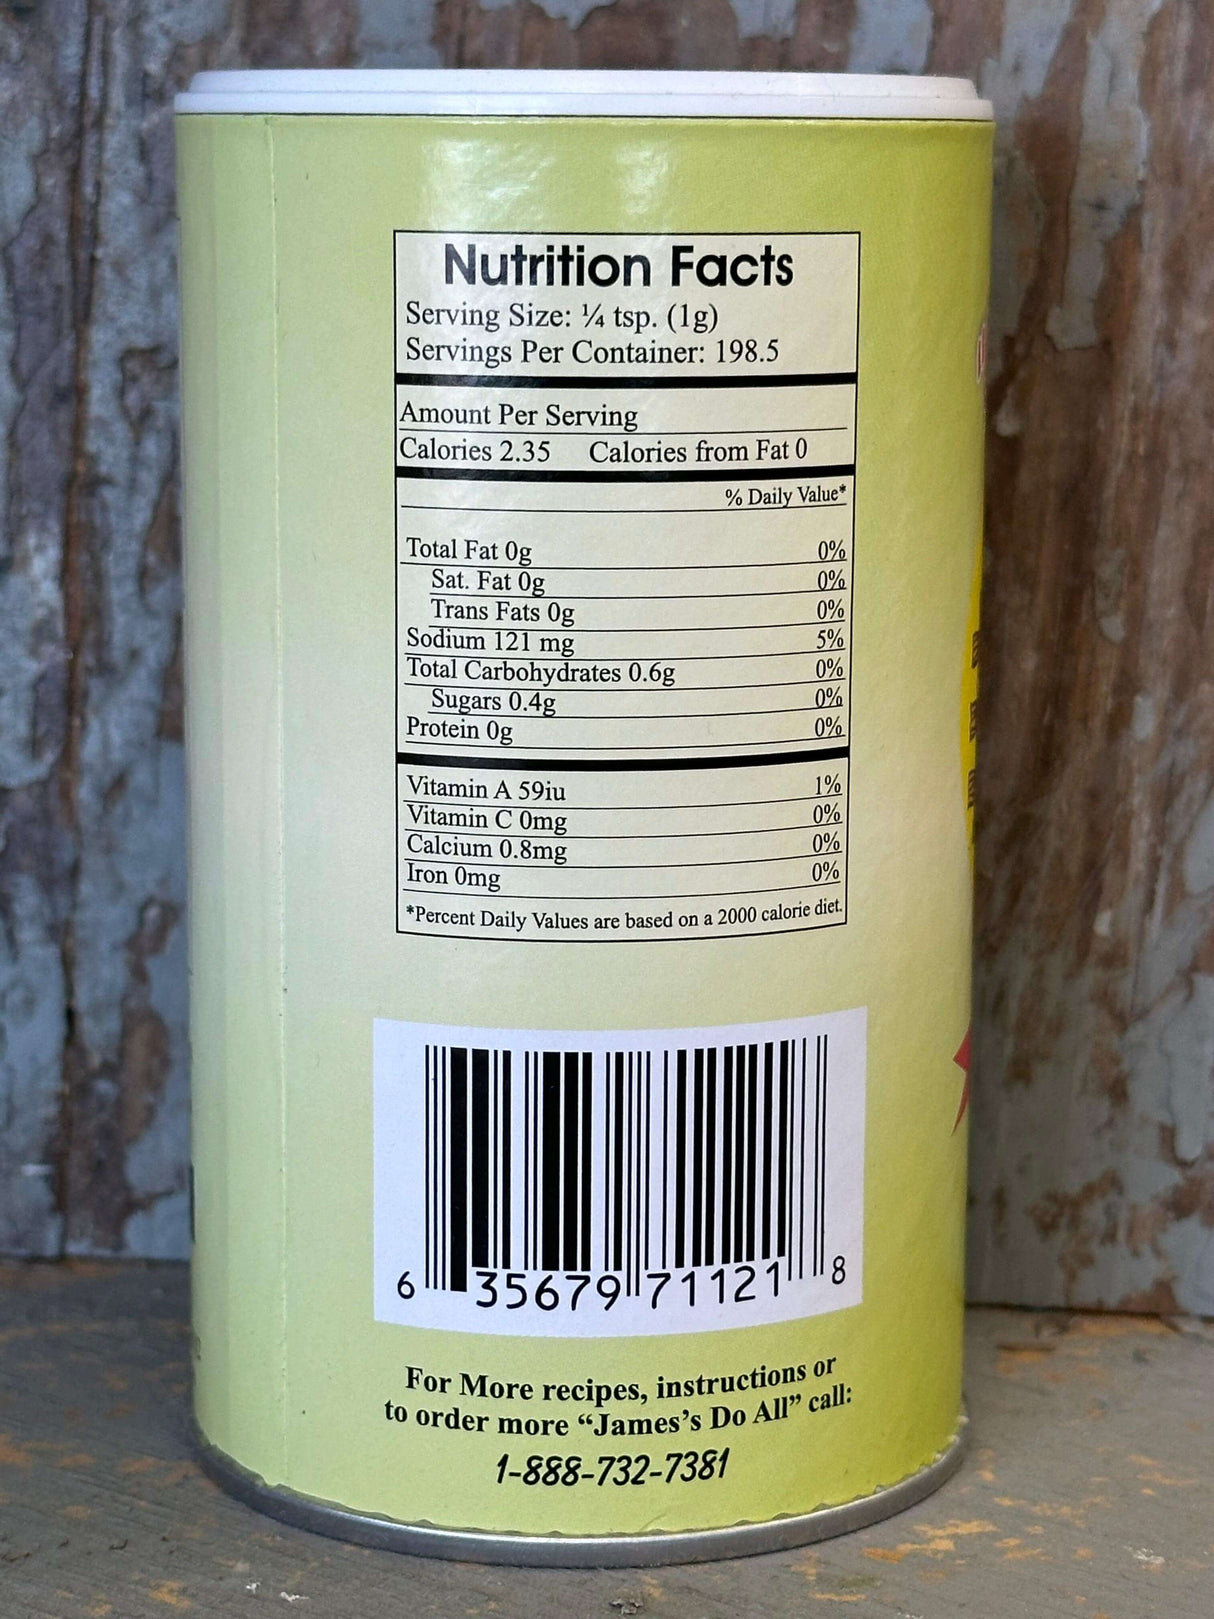 Nutrition Facts
Serving Size: ¼ tsp. (1g)
Servings Per Container: 198.5
Amount Per Serving
Calories 2.35 Calories from Fat 0
% Daily Value*
Total Fat 0g 0%
Sat. Fat 0g 0%
Trans Fats 0g 0%
Sodium 121 mg 5%
Total Carbohydrates 0.6g 0%
Sugars 0.4g 0%
Protein 0g 0%
Vitamin A 59iu 1%
Vitamin C 0mg 0%
Calcium 0.8mg 0%
Iron 0mg 0%
*Percent Daily Values are based on a 2000 calorie diet.
6 35679 71121 8
For More recipes, instructions or
to order more “James’s Do All” call:
1-888-732-7381